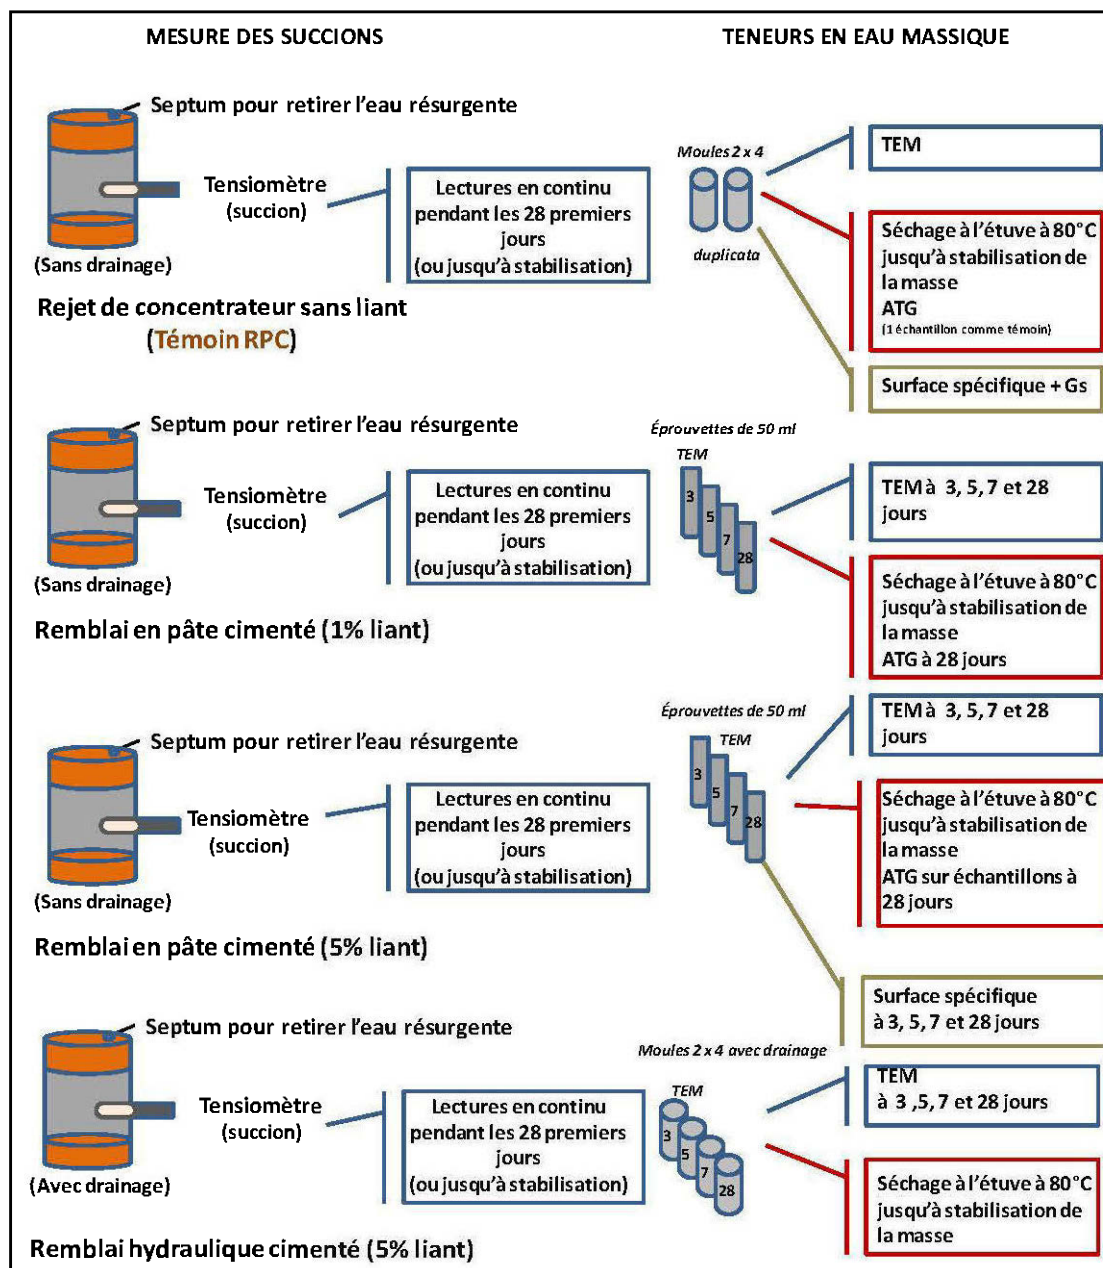 MESURE DES SUCCIONS
TENEURS EN EAU MASSIQUE
Septum pour retirer l'eau résurgente
Tensiomètre
(succion)
(Sans drainage)
Lectures en continu
pendant les 28 premiers
jours
(ou jusqu'à stabilisation)
Rejet de concentrateur sans liant
(Témoin RPC)
Moules 2 x 4
duplicata
TEM
Séchage à l'étuve à 80°C
jusqu'à stabilisation de
la masse
ATG
(1 échantillon comme témoin)
Surface spécifique + Gs
Septum pour retirer l'eau résurgente
Tensiomètre
(succion)
(Sans drainage)
Lectures en continu
pendant les 28 premiers
jours
(ou jusqu'à stabilisation)
Remblai en pâte cimenté (1% liant)
Éprouvettes de 50 ml
TEM
3
5
7
28
TEM à 3, 5, 7 et 28
jours
Séchage à l'étuve à 80°C
jusqu'à stabilisation de
la masse
ATG à 28 jours
Septum pour retirer l'eau résurgente
Tensiomètre
(succion)
(Sans drainage)
Lectures en continu
pendant les 28 premiers
jours
(ou jusqu'à stabilisation)
Remblai en pâte cimenté (5% liant)
Éprouvettes de 50 ml
TEM
3
5
7
28
TEM à 3, 5, 7 et 28
jours
Séchage à l'étuve à 80°C
jusqu'à stabilisation de
la masse
ATG sur échantillons à
28 jours
Surface spécifique
à 3, 5, 7 et 28 jours
Septum pour retirer l'eau résurgente
Tensiomètre
(succion)
(Avec drainage)
Lectures en continu
pendant les 28 premiers
jours
(ou jusqu'à stabilisation)
Remblai hydraulique cimenté (5% liant)
Moules 2 x 4 avec drainage
TEM
3
5
7
28
TEM
à 3 ,5, 7 et 28 jours
Séchage à l'étuve à 80°C
jusqu'à stabilisation de
la masse